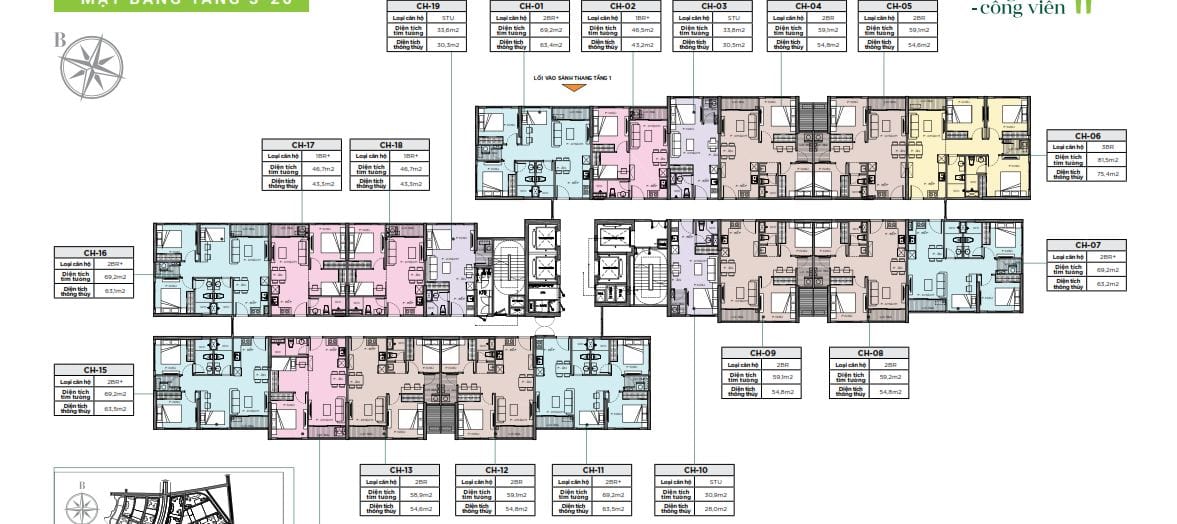 MẶT BẰNG TẦNG 3-20
- công viên
B
LỐI VÀO SẢNH THANG TẦNG 1
CH-19
Loại căn hộ STU
Diện tích tim tường 33,6m2
Diện tích thông thủy 30,3m2
CH-01
Loại căn hộ 2BR+
Diện tích tim tường 69,2m2
Diện tích thông thủy 63,4m2
CH-02
Loại căn hộ 1BR+
Diện tích tim tường 46,5m2
Diện tích thông thủy 43,2m2
CH-03
Loại căn hộ STU
Diện tích tim tường 33,8m2
Diện tích thông thủy 30,5m2
CH-04
Loại căn hộ 2BR
Diện tích tim tường 59,1m2
Diện tích thông thủy 54,8m2
CH-05
Loại căn hộ 2BR
Diện tích tim tường 59,1m2
Diện tích thông thủy 54,6m2
CH-17
Loại căn hộ 1BR+
Diện tích tim tường 46,7m2
Diện tích thông thủy 43,3m2
CH-18
Loại căn hộ 1BR+
Diện tích tim tường 46,7m2
Diện tích thông thủy 43,3m2
CH-06
Loại căn hộ 3BR
Diện tích tim tường 81,5m2
Diện tích thông thủy 75,4m2
CH-16
Loại căn hộ 2BR+
Diện tích tim tường 69,2m2
Diện tích thông thủy 63,1m2
CH-07
Loại căn hộ 2BR+
Diện tích tim tường 69,2m2
Diện tích thông thủy 63,2m2
CH-15
Loại căn hộ 2BR+
Diện tích tim tường 69,2m2
Diện tích thông thủy 63,5m2
CH-09
Loại căn hộ 2BR
Diện tích tim tường 59,1m2
Diện tích thông thủy 54,8m2
CH-08
Loại căn hộ 2BR
Diện tích tim tường 59,2m2
Diện tích thông thủy 54,8m2
CH-13
Loại căn hộ 2BR
Diện tích tim tường 58,9m2
Diện tích thông thủy 54,6m2
CH-12
Loại căn hộ 2BR
Diện tích tim tường 59,1m2
Diện tích thông thủy 54,8m2
CH-11
Loại căn hộ 2BR+
Diện tích tim tường 69,2m2
Diện tích thông thủy 63,5m2
CH-10
Loại căn hộ STU
Diện tích tim tường 30,9m2
Diện tích thông thủy 28,0m2
B